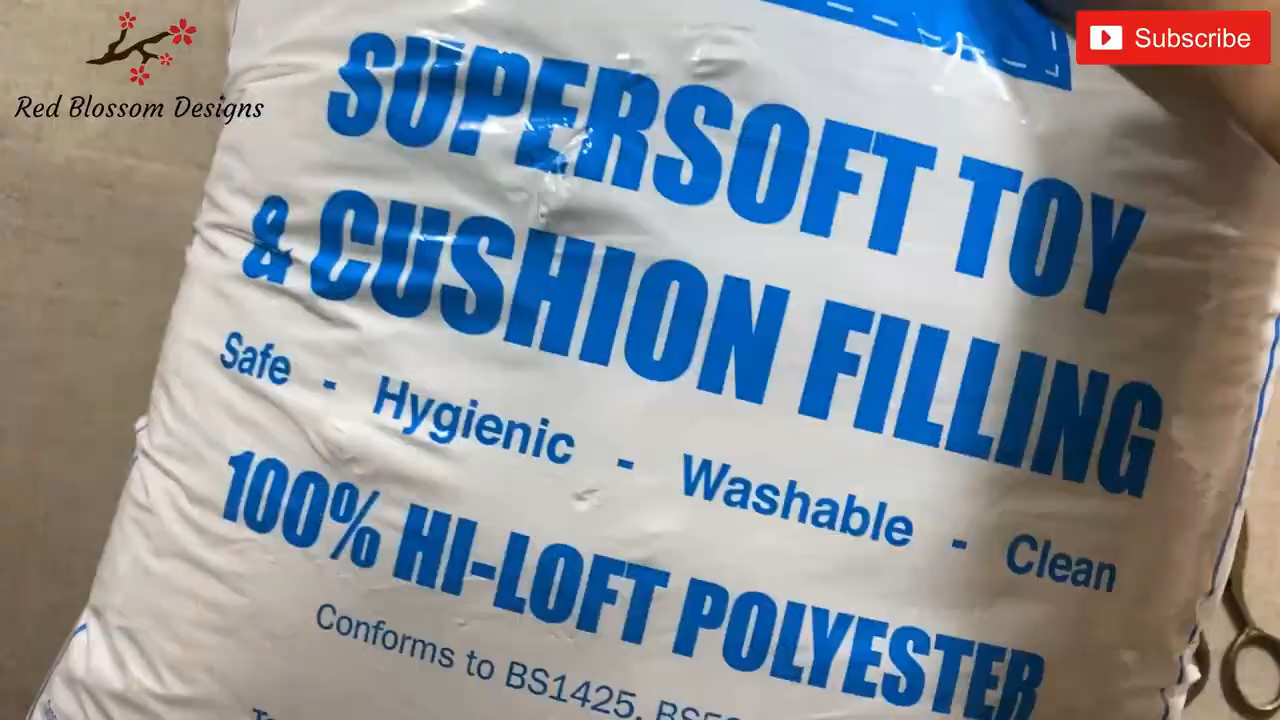 Red Blossom Designs
Subscribe
SUPERSOFT TOY
& CUSHION FILLING
Safe - Hygienic - Washable - Clean
100% HI-LOFT POLYESTER
Conforms to BS1425,